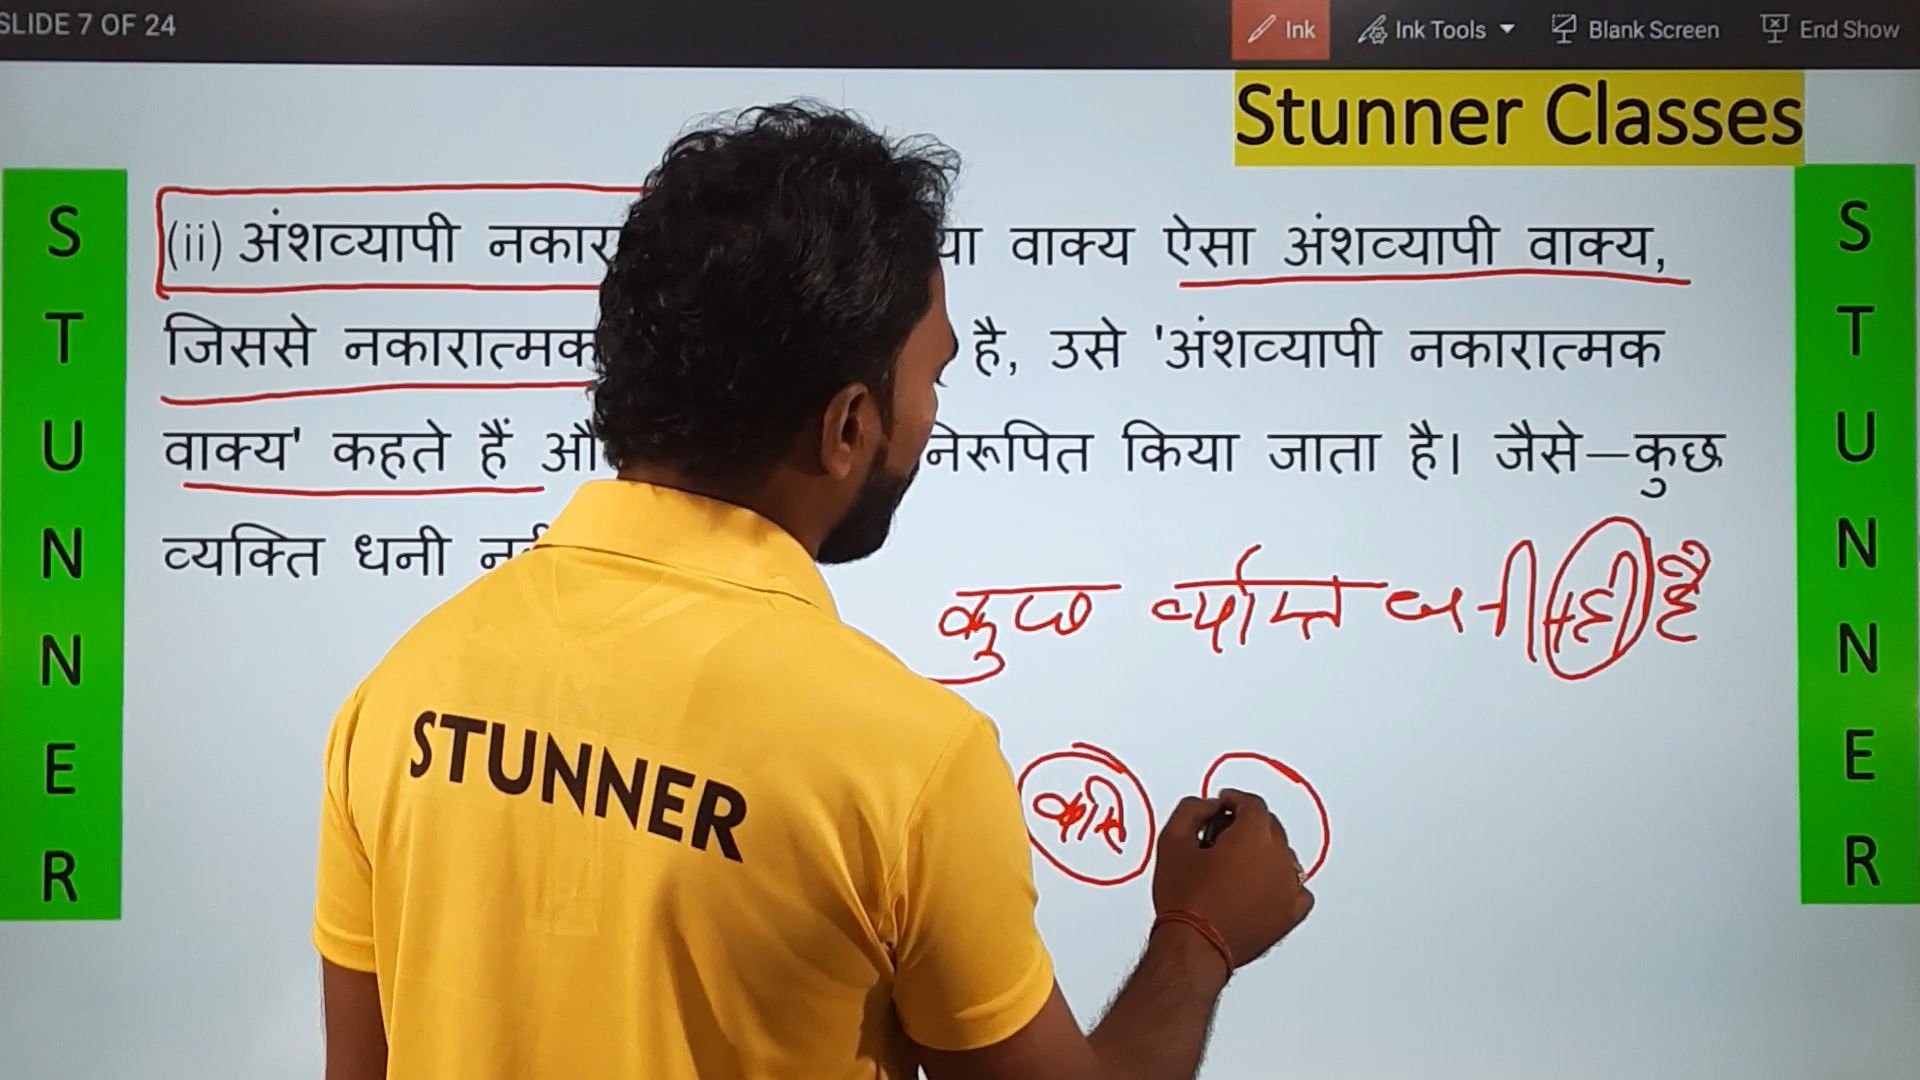 SLIDE 7 OF 24
Ink Ink Tools Blank Screen End Show
Stunner Classes
(ii) अंशव्यापी नकार या वाक्य ऐसा अंशव्यापी वाक्य,
जिससे नकारात्मक है, उसे 'अंशव्यापी नकारात्मक
वाक्य' कहते हैं औ निरूपित किया जाता है। जैसे–कुछ
व्यक्ति धनी
कुछ व्यक्ति धनी नही है
S
T
U
N
N
E
R
S
T
U
N
N
E
R
STUNNER